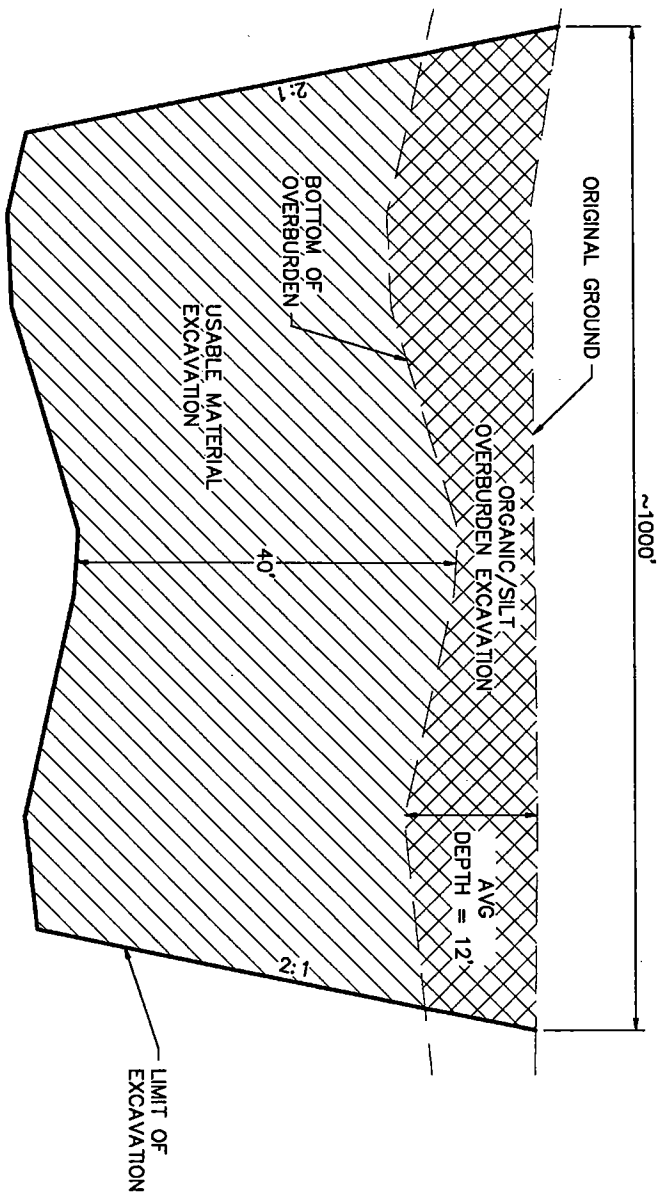 ~1000'
ORIGINAL GROUND
ORGANIC/SILT
OVERBURDEN EXCAVATION
AVG
DEPTH = 12'
BOTTOM OF
OVERBURDEN
40'
2:1
2:1
USABLE MATERIAL
EXCAVATION
LIMIT OF
EXCAVATION